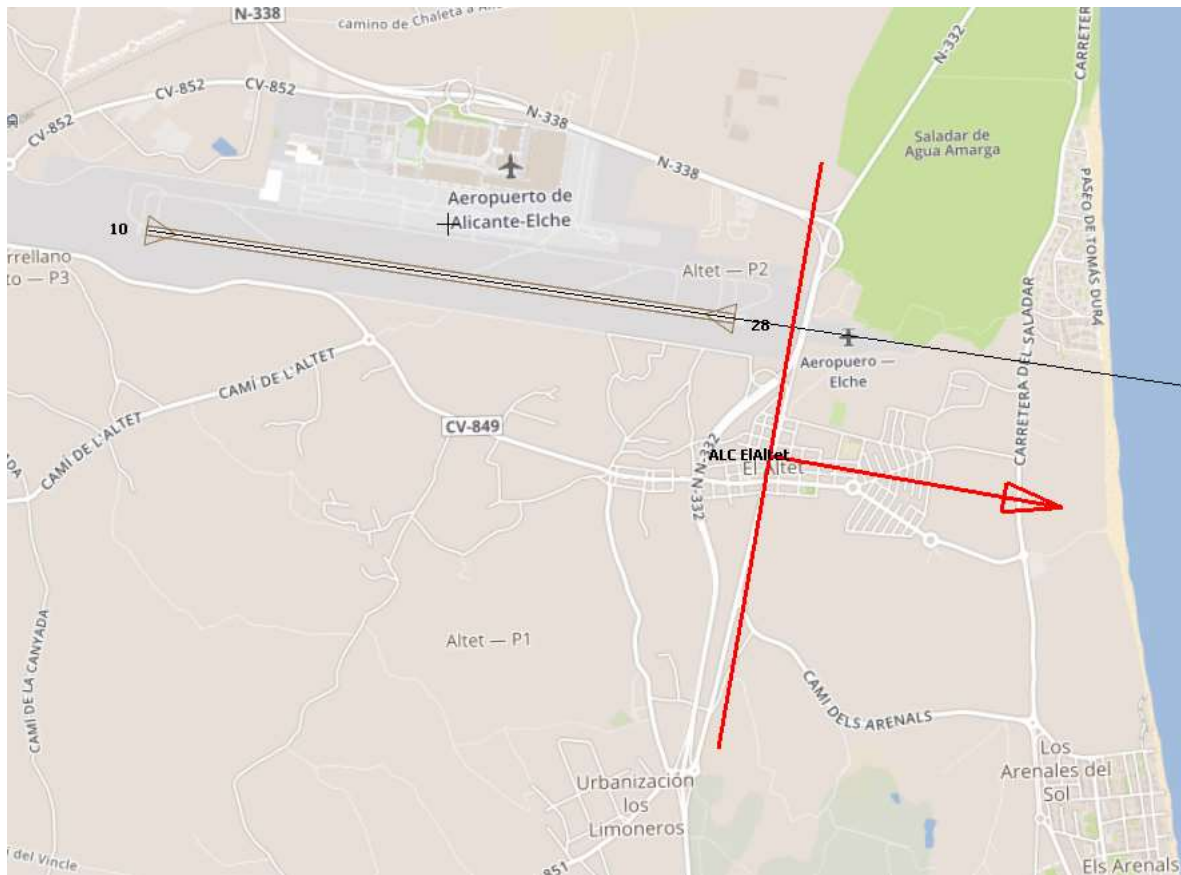 N-338
camino de Chaleta a
N-332
CARRETER
CV-852
CV-852
CV-852
N-338
Saladar de
Agua Amarga
N-338
PASEO DE TOMÁS DURÁ
Aeropuerto de
Alicante-Elche
10
rrellano
to — P3
Altet — P2
CARRETERA DEL SALADAR
28
Aeropuero —
Elche
CAMÍ DE L'ALTET
CAMÍ DE L'ALTET
CV-849
N-332
N-332
ALC ElAltet
El Altet
CAMÍ DE LA CANYADA
Altet — P1
CAMÍ DELS ARENALS
Los
Arenales del
Sol
Urbanización
los
Limoneros
í del Vincle
851
Els Arenals